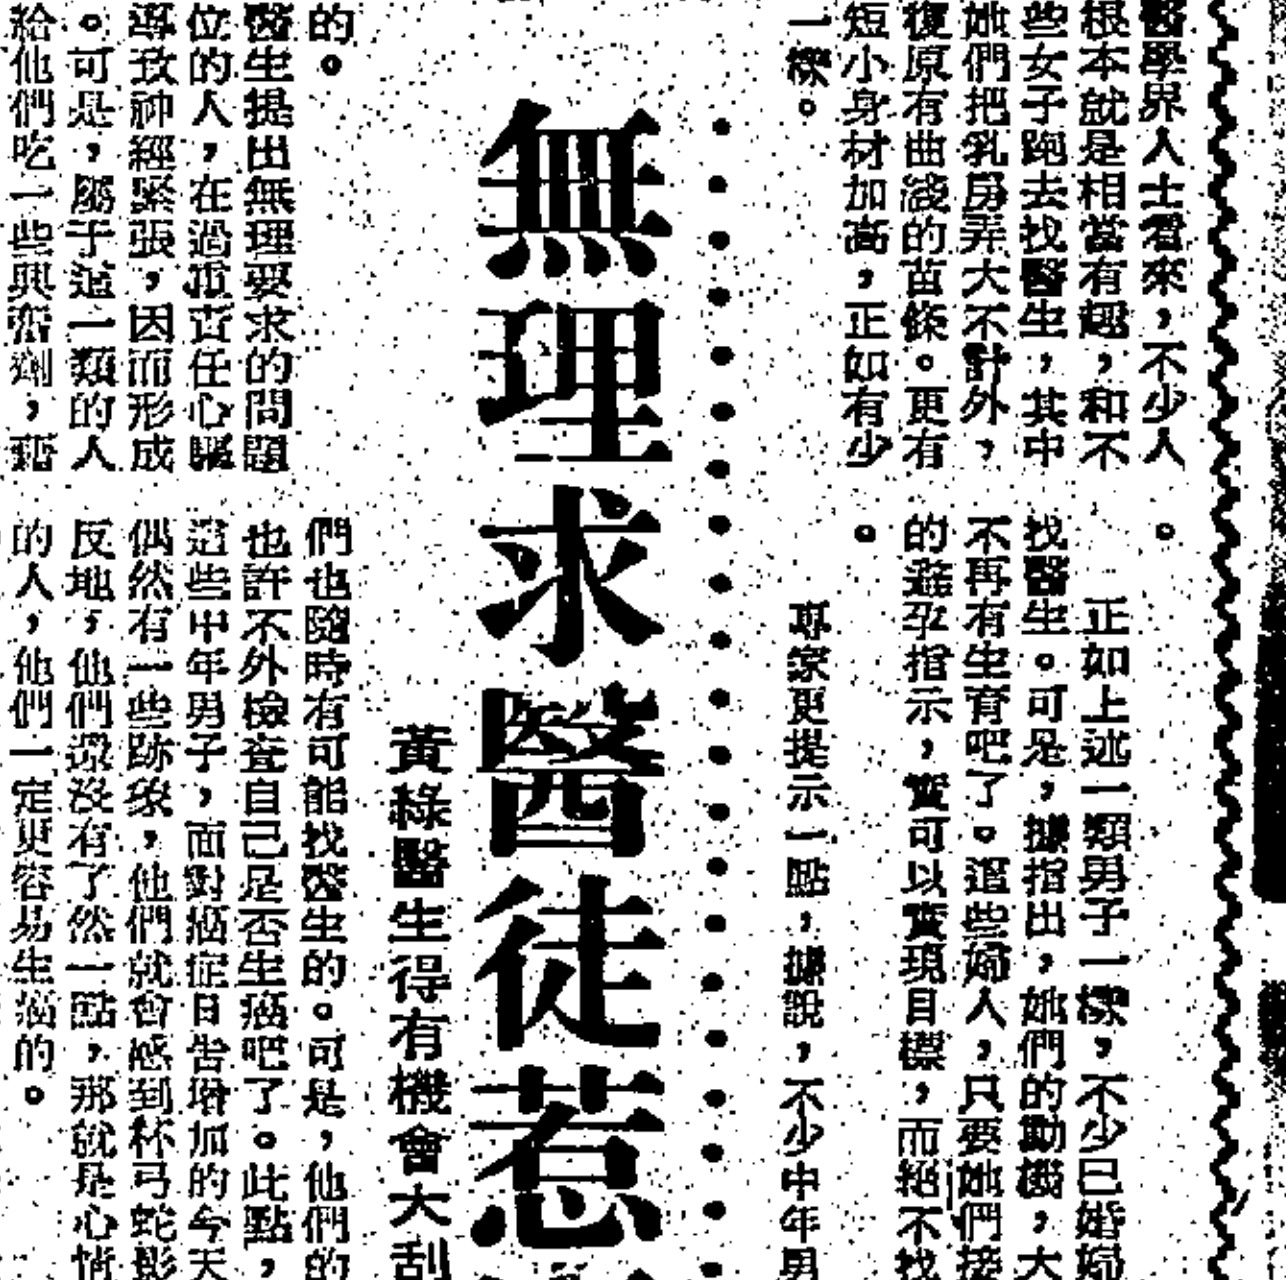 醫學界人士看來，不少人
根本就是相當有趣，和不
些女子跑去找醫生，其中
她們把乳房弄大不計外，
復原有曲綫的苗條。更有
短小身材加高，正如有少
一樣。
。
正如上述一類男子一樣，不少已婚婦
找醫生。可是，據指出，她們的動機，大
不再有生育吧了。這些婦人，只要她們接
的避孕指示，實可以實現目標，而絕不找
。
專家更提示一點，據說，不少中年男
無理求醫徒惹
黃綠醫生得有機會大刮
的。
醫生提出無理要求的問題
位的人，在過重責任心驅
導致神經緊張，因而形成
。可是，屬于這一類的人
給他們吃一些興奮劑，藉
們也隨時有可能找醫生的。可是，他們的
也許不外檢查自己是否生癌吧了。此點，
這些中年男子，面對癌症日告增加的今天
偶然有一些跡象，他們就會感到杯弓蛇影
反地，他們還沒有了然一點，那就是心情
的人，他們一定更容易生癌的。